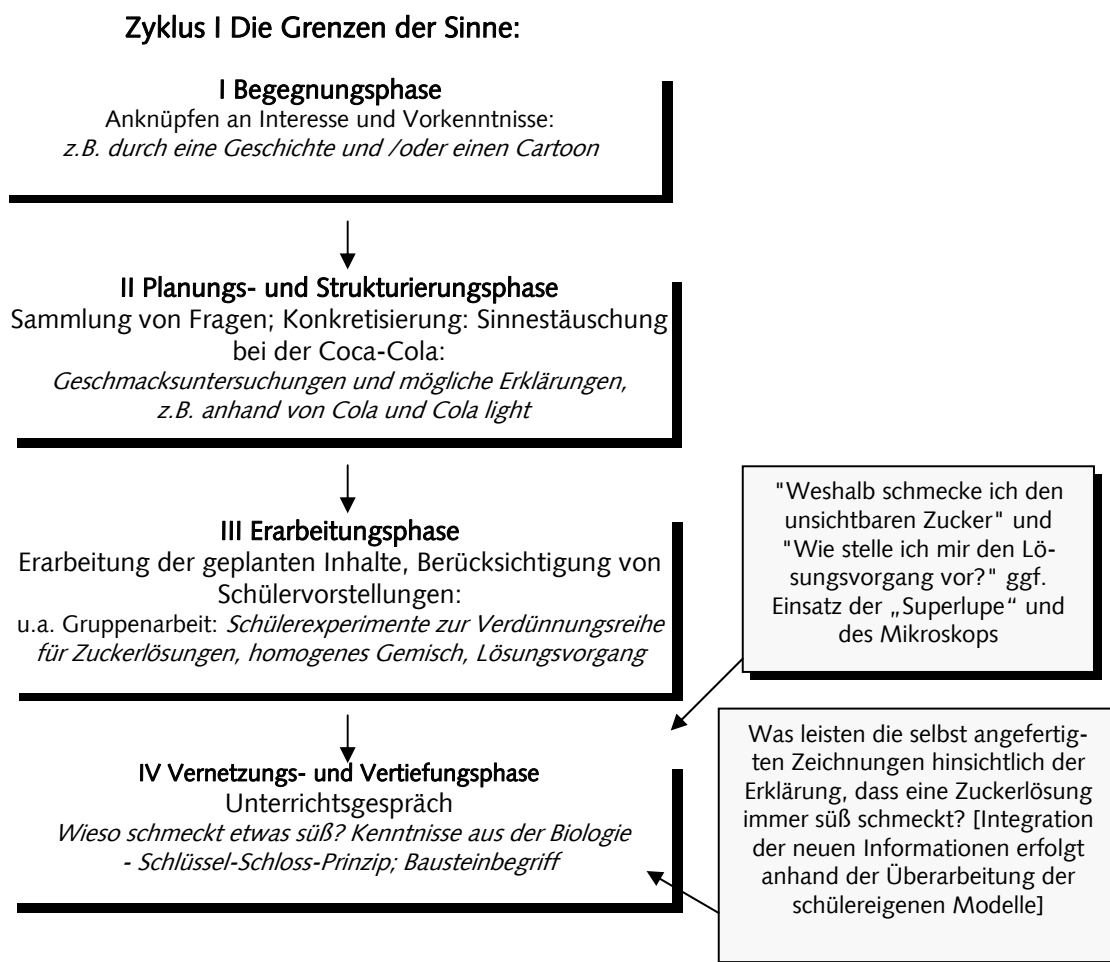 Zyklus I Die Grenzen der Sinne:
I Begegnungsphase
Anknüpfen an Interesse und Vorkenntnisse:
z.B. durch eine Geschichte und /oder einen Cartoon
II Planungs- und Strukturierungsphase
Sammlung von Fragen; Konkretisierung: Sinnestäuschung
bei der Coca-Cola:
Geschmacksuntersuchungen und mögliche Erklärungen,
z.B. anhand von Cola und Cola light
III Erarbeitungsphase
Erarbeitung der geplanten Inhalte, Berücksichtigung von
Schülervorstellungen:
u.a. Gruppenarbeit: Schülerexperimente zur Verdünnungsreihe
für Zuckerlösungen, homogenes Gemisch, Lösungsvorgang
"Weshalb schmecke ich den
unsichtbaren Zucker" und
"Wie stelle ich mir den Lö-
sungsvorgang vor?" ggf.
Einsatz der „Superlupe“ und
des Mikroskops
IV Vernetzungs- und Vertiefungsphase
Unterrichtsgespräch
Wieso schmeckt etwas süß? Kenntnisse aus der Biologie
- Schlüssel-Schloss-Prinzip; Bausteinbegriff
Was leisten die selbst angefertig-
ten Zeichnungen hinsichtlich der
Erklärung, dass eine Zuckerlösung
immer süß schmeckt? [Integration
der neuen Informationen erfolgt
anhand der Überarbeitung der
schülereigenen Modelle]